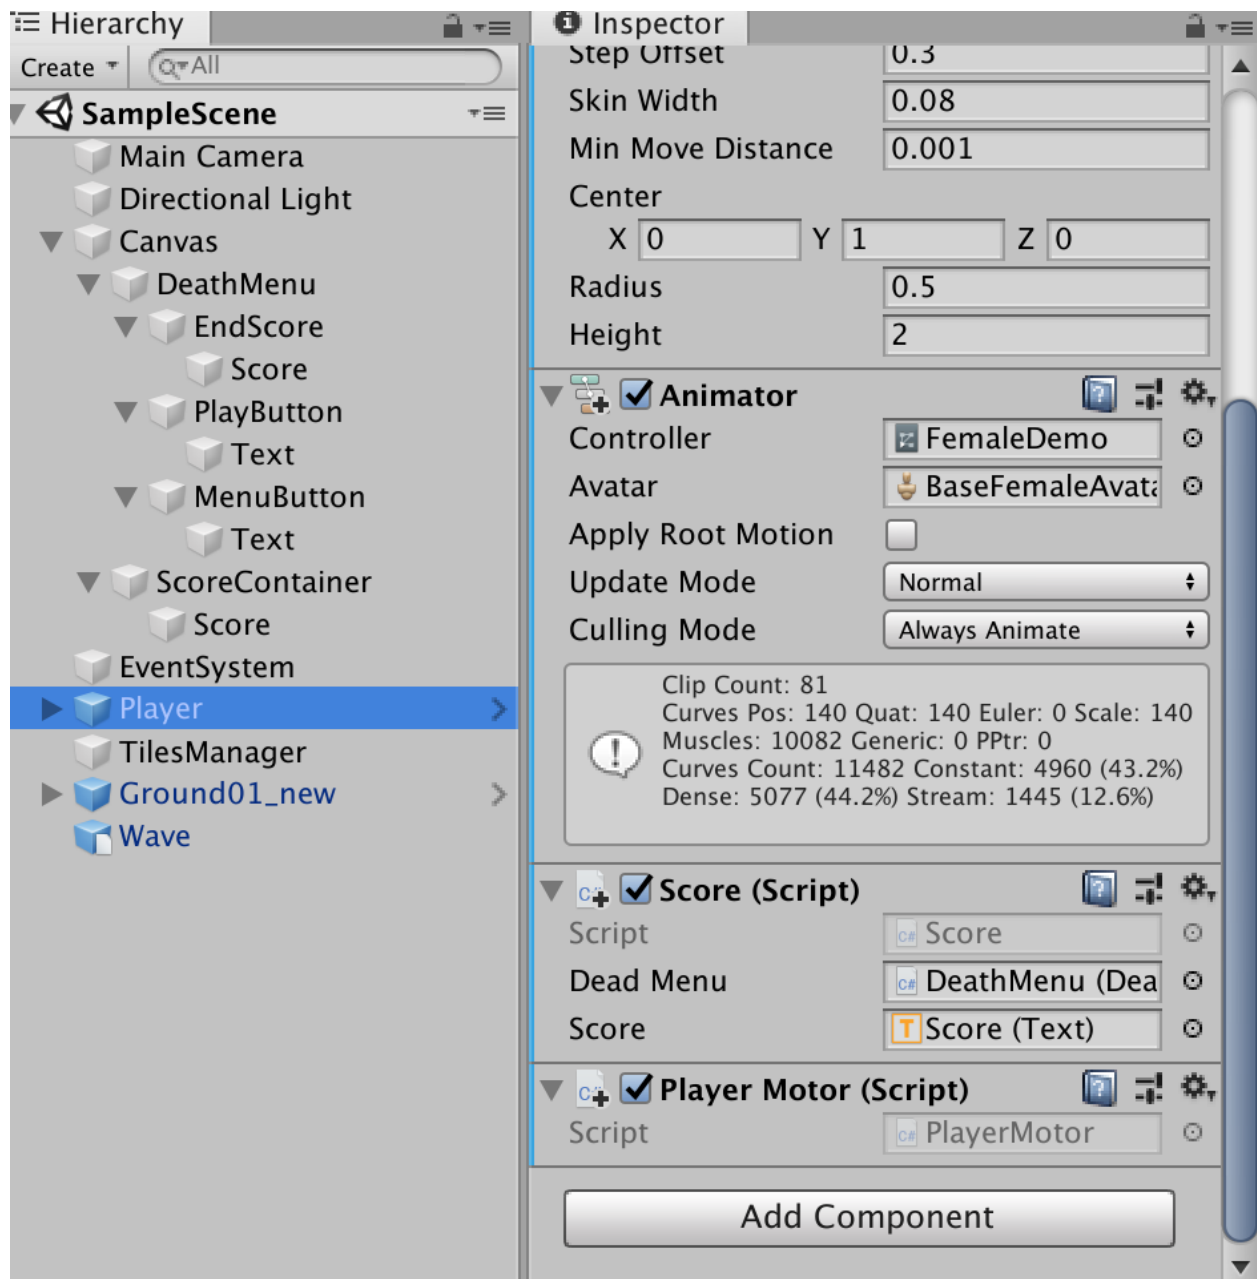 Hierarchy
Create
All
SampleScene
Main Camera
Directional Light
Canvas
DeathMenu
EndScore
Score
PlayButton
Text
MenuButton
Text
ScoreContainer
Score
EventSystem
Player
TilesManager
Ground01_new
Wave
Inspector
Step Offset 0.3
Skin Width 0.08
Min Move Distance 0.001
Center
X 0 Y 1 Z 0
Radius 0.5
Height 2
Animator
Controller FemaleDemo
Avatar BaseFemaleAvata
Apply Root Motion
Update Mode Normal
Culling Mode Always Animate
Clip Count: 81
Curves Pos: 140 Quat: 140 Euler: 0 Scale: 140
Muscles: 10082 Generic: 0 PPtr: 0
Curves Count: 11482 Constant: 4960 (43.2%)
Dense: 5077 (44.2%) Stream: 1445 (12.6%)
C# Score (Script)
Script C# Score
Dead Menu C# DeathMenu (Dea
Score T Score (Text)
C# Player Motor (Script)
Script C# PlayerMotor
Add Component